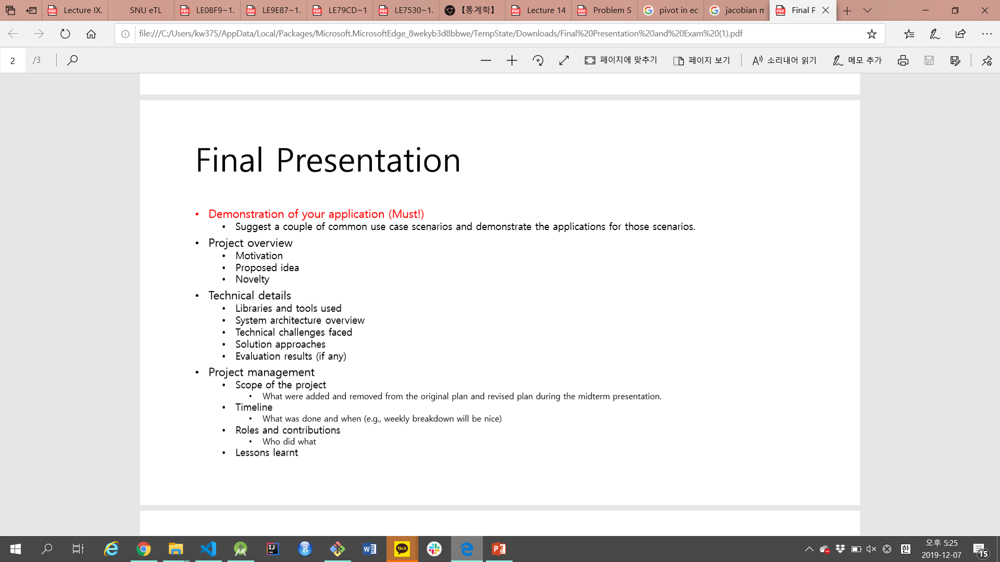 Lecture IX.
SNU eTL
LE08F9~1.
LE9E87~1.
LE79CD~1
LE7530~1.
【통계학】
Lecture 14
Problem S
pivot in ec
jacobian m
Final P
file:///C:/Users/kw375/AppData/Local/Packages/Microsoft.MicrosoftEdge_8wekyb3d8bbwe/TempState/Downloads/Final%20Presentation%20and%20Exam%20(1).pdf
2 /3 페이지에 맞추기 페이지 보기 소리내어 읽기 메모 추가
Final Presentation
• Demonstration of your application (Must!)
• Suggest a couple of common use case scenarios and demonstrate the applications for those scenarios.
• Project overview
• Motivation
• Proposed idea
• Novelty
• Technical details
• Libraries and tools used
• System architecture overview
• Technical challenges faced
• Solution approaches
• Evaluation results (if any)
• Project management
• Scope of the project
• What were added and removed from the original plan and revised plan during the midterm presentation.
• Timeline
• What was done and when (e.g., weekly breakdown will be nice)
• Roles and contributions
• Who did what
• Lessons learnt
한
오후 5:25
2019-12-07
15